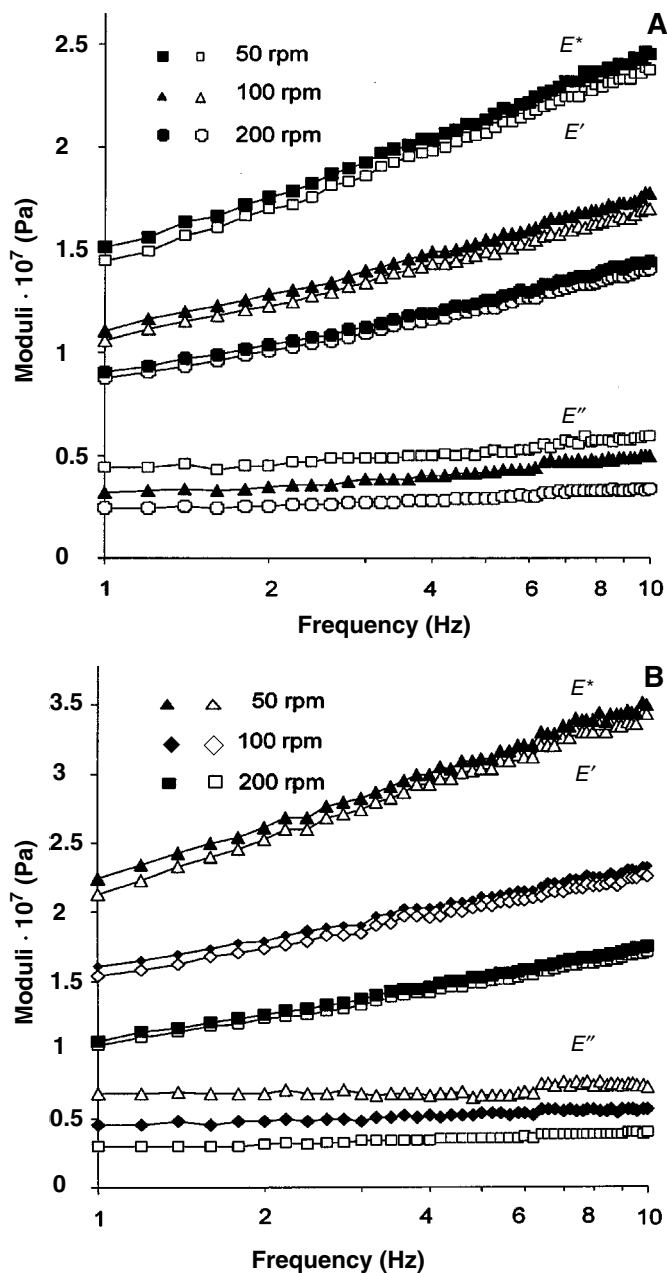 A
2.5
50 rpm
E*
100 rpm
200 rpm
E′
2
1.5
1
E″
0.5
0
1 2 4 6 8 10
Moduli · 10⁷ (Pa)
Frequency (Hz)
B
3.5
50 rpm
E*
100 rpm
3
200 rpm
E′
2.5
2
1.5
1
E″
0.5
0
1 2 4 6 8 10
Moduli · 10⁷ (Pa)
Frequency (Hz)